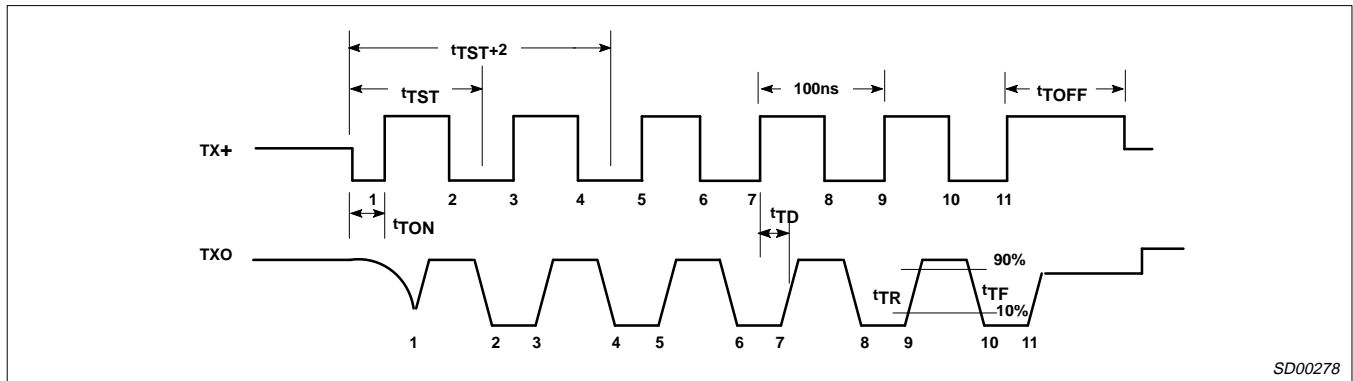 tTST+2
tTST
100ns
tTOFF
TX+
1 2 3 4 5 6 7 8 9 10 11
tTON
tTD
TXO
90%
tTR
tTF
10%
1 2 3 4 5 6 7 8 9 10 11
SD00278